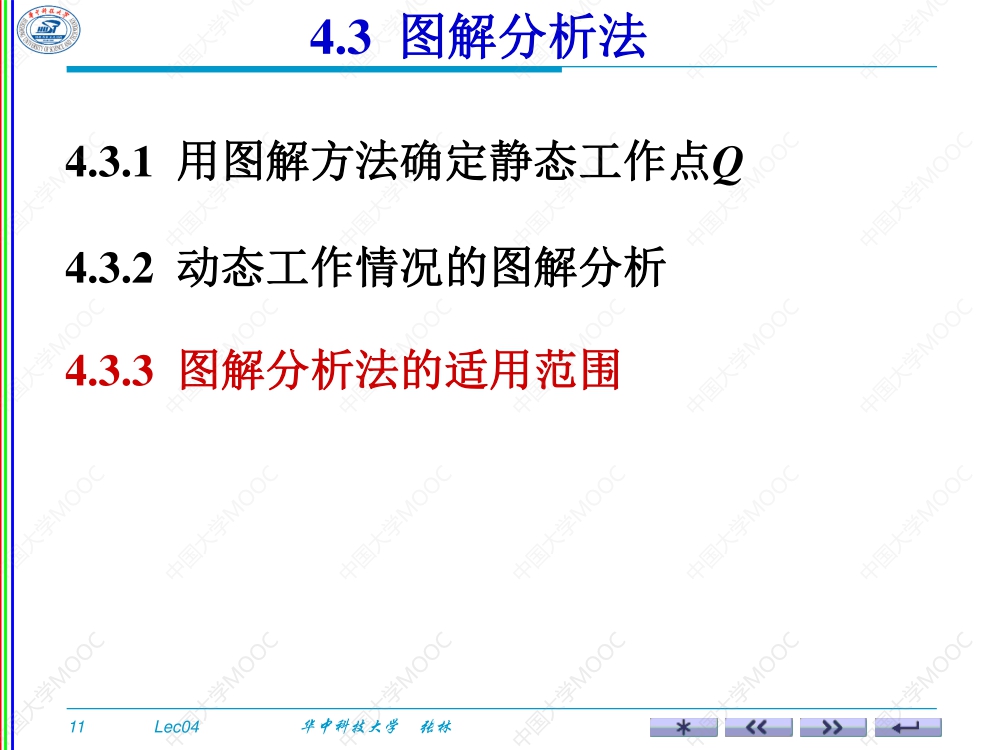 4.3 图解分析法
4.3.1 用图解方法确定静态工作点Q
4.3.2 动态工作情况的图解分析
4.3.3 图解分析法的适用范围
11 Lec04 华中科技大学 张林
中国大学MOOC